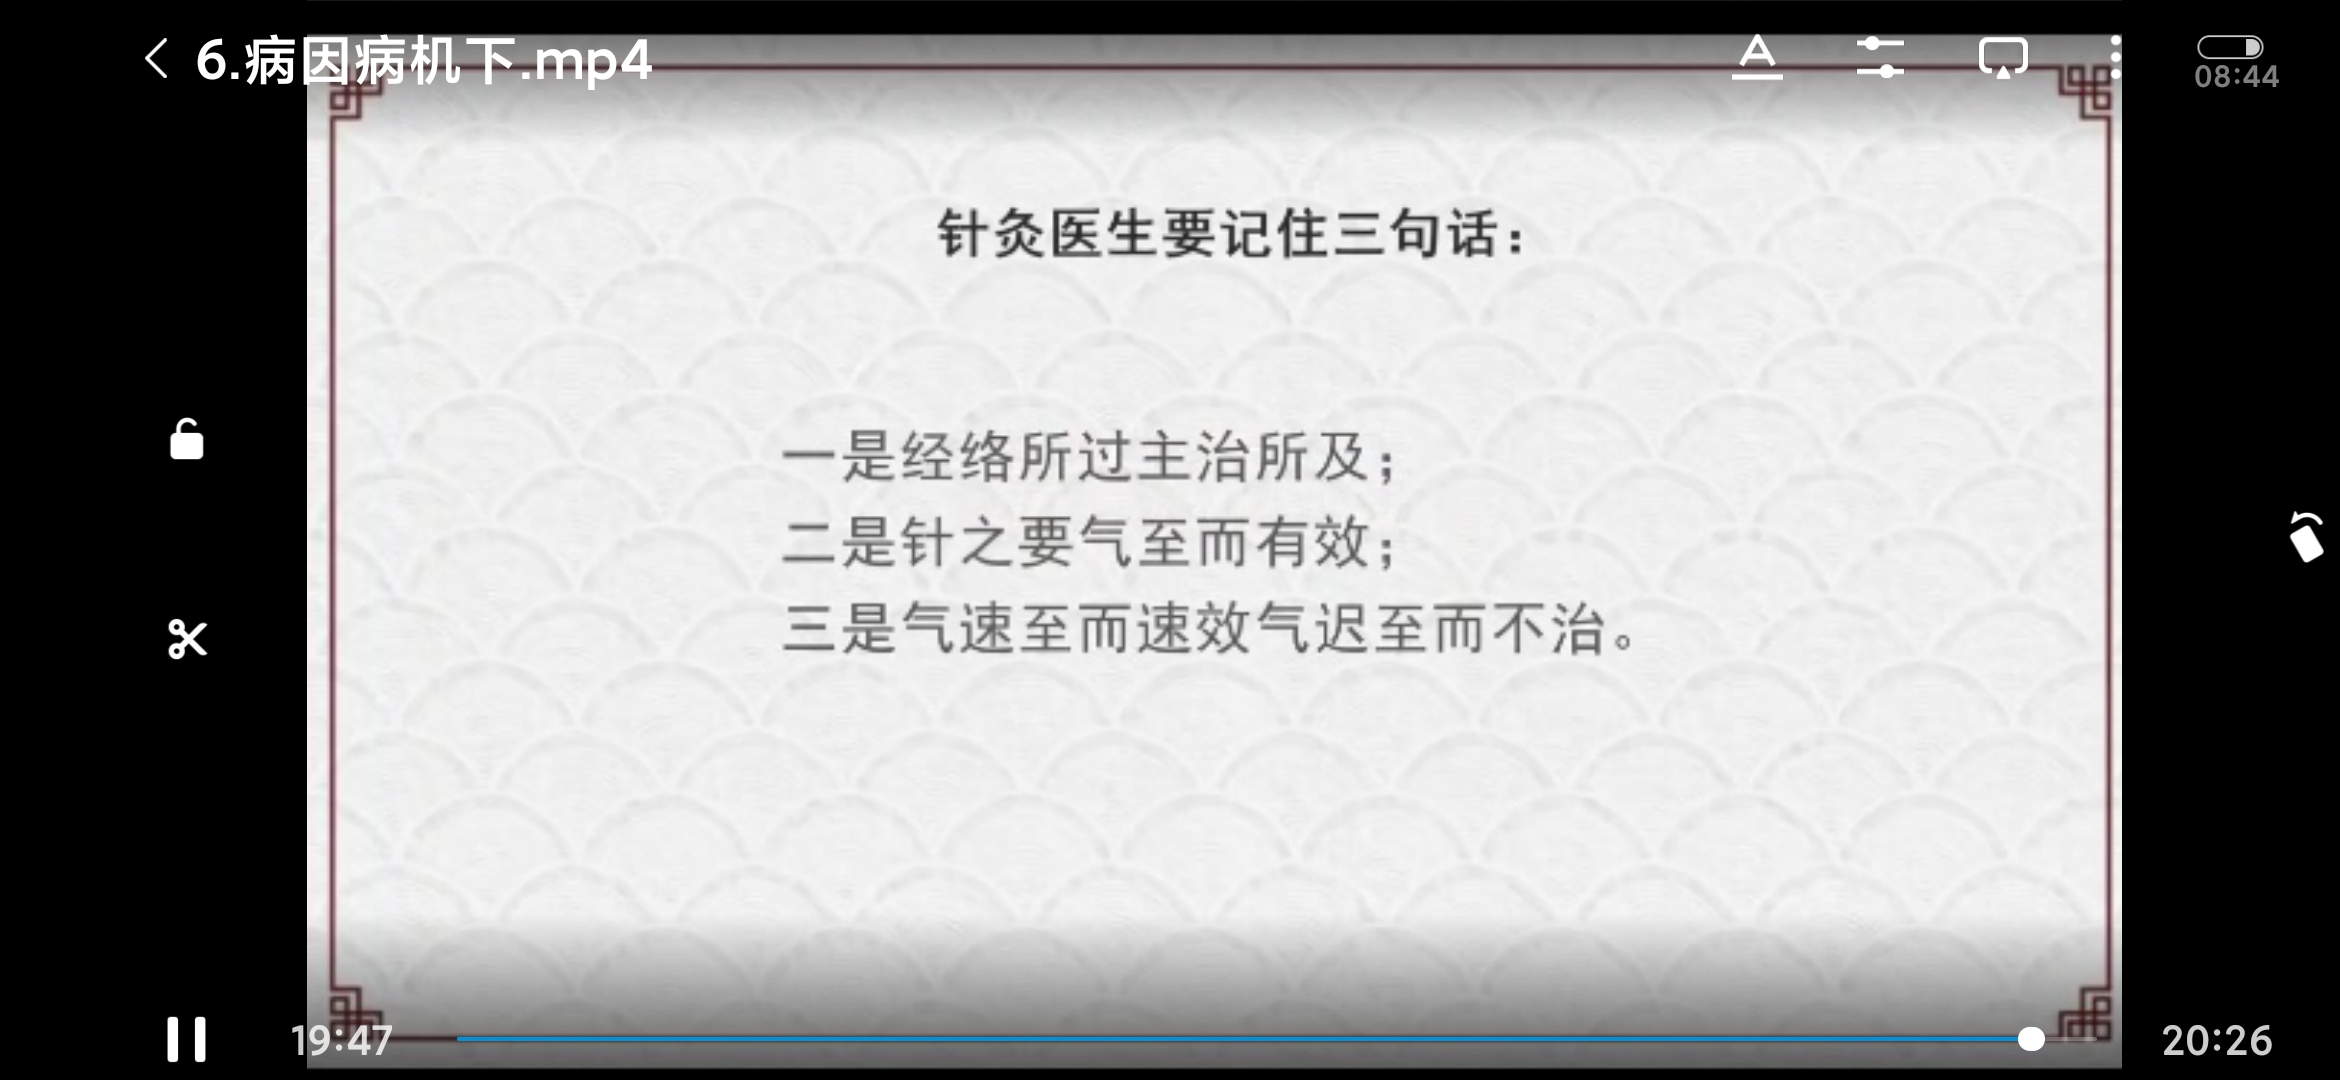 6.病因病机下.mp4
08:44
针灸医生要记住三句话：
一是经络所过主治所及；
二是针之要气至而有效；
三是气速至而速效气迟至而不治。
19:47
20:26